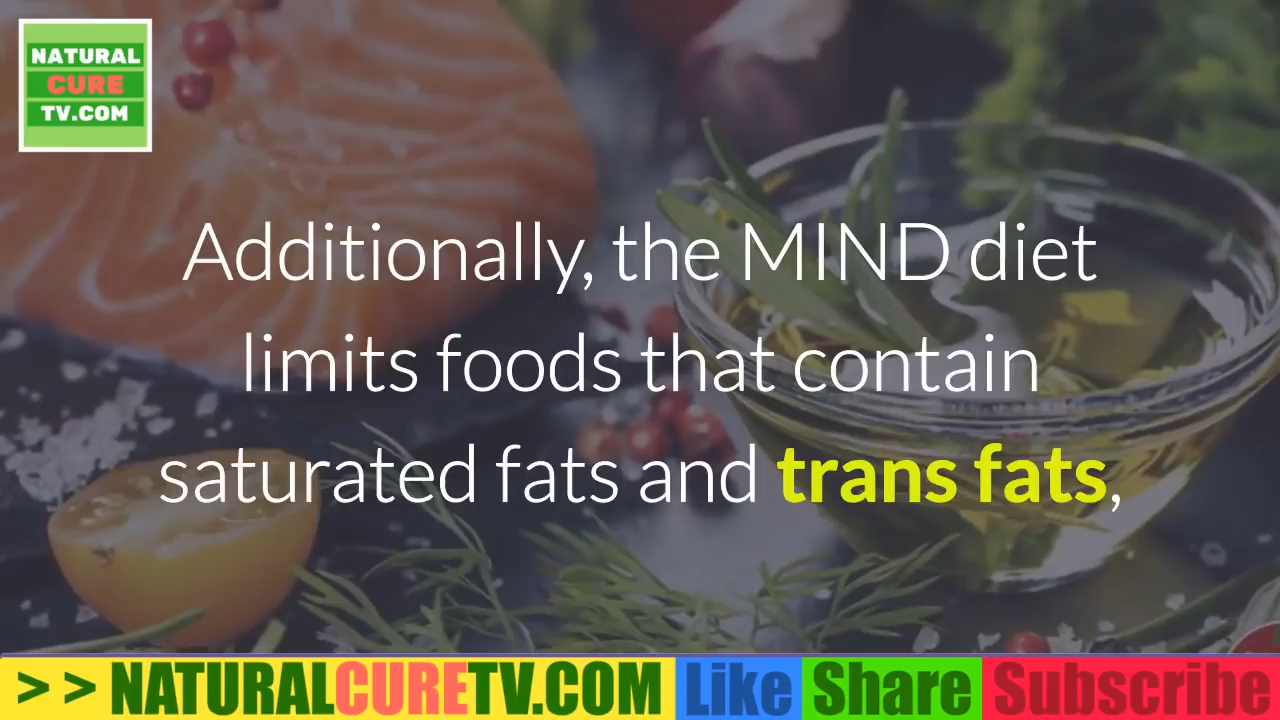 NATURAL
CURE
TV.COM
Additionally, the MIND diet
limits foods that contain
saturated fats and trans fats,
> > NATURALCURETV.COM Like Share Subscribe